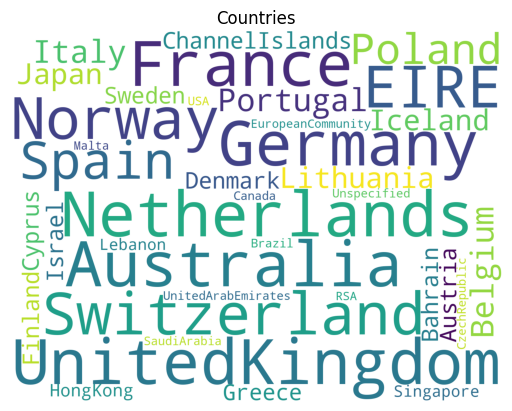 Countries
ChannelIslands
Italy
France
Poland
Japan
EIRE
Sweden
USA
Portugal
Norway
EuropeanCommunity
Iceland
Malta
Germany
Spain
Denmark
Lithuania
Canada
Unspecified
Netherlands
Cyprus
Israel
Lebanon
Brazil
Belgium
Australia
Bahrain
Austria
CzechRepublic
Finland
UnitedArabEmirates
RSA
Switzerland
SaudiArabia
UnitedKingdom
HongKong
Greece
Singapore